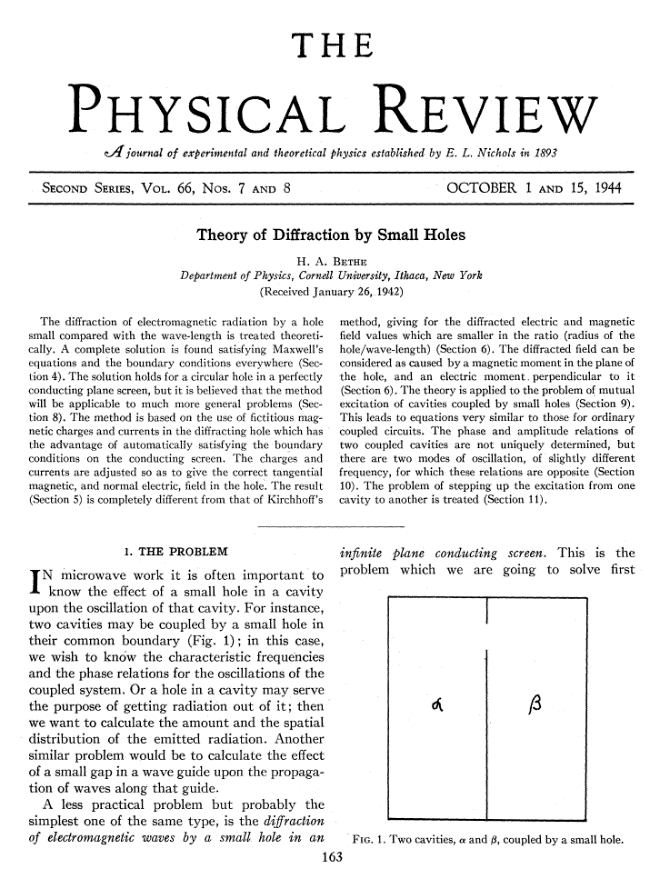 THE
PHYSICAL REVIEW
A journal of experimental and theoretical physics established by E. L. Nichols in 1893
SECOND SERIES, VOL. 66, NOS. 7 AND 8
OCTOBER 1 AND 15, 1944
Theory of Diffraction by Small Holes
H. A. BETHE
Department of Physics, Cornell University, Ithaca, New York
(Received January 26, 1942)
The diffraction of electromagnetic radiation by a hole
small compared with the wave-length is treated theoreti-
cally. A complete solution is found satisfying Maxwell's
equations and the boundary conditions everywhere (Sec-
tion 4). The solution holds for a circular hole in a perfectly
conducting plane screen, but it is believed that the method
will be applicable to much more general problems (Sec-
tion 8). The method is based on the use of fictitious mag-
netic charges and currents in the diffracting hole which has
the advantage of automatically satisfying the boundary
conditions on the conducting screen. The charges and
currents are adjusted so as to give the correct tangential
magnetic, and normal electric, field in the hole. The result
(Section 5) is completely different from that of Kirchhoff's
method, giving for the diffracted electric and magnetic
field values which are smaller in the ratio (radius of the
hole/wave-length) (Section 6). The diffracted field can be
considered as caused by a magnetic moment in the plane of
the hole, and an electric moment perpendicular to it
(Section 6). The theory is applied to the problem of mutual
excitation of cavities coupled by small holes (Section 9).
This leads to equations very similar to those for ordinary
coupled circuits. The phase and amplitude relations of
two coupled cavities are not uniquely determined, but
there are two modes of oscillation, of slightly different
frequency, for which these relations are opposite (Section
10). The problem of stepping up the excitation from one
cavity to another is treated (Section 11).
1. THE PROBLEM
IN microwave work it is often important to
know the effect of a small hole in a cavity
upon the oscillation of that cavity. For instance,
two cavities may be coupled by a small hole in
their common boundary (Fig. 1); in this case,
we wish to know the characteristic frequencies
and the phase relations for the oscillations of the
coupled system. Or a hole in a cavity may serve
the purpose of getting radiation out of it; then
we want to calculate the amount and the spatial
distribution of the emitted radiation. Another
similar problem would be to calculate the effect
of a small gap in a wave guide upon the propaga-
tion of waves along that guide.
A less practical problem but probably the
simplest one of the same type, is the diffraction
of electromagnetic waves by a small hole in an
infinite plane conducting screen. This is the
problem which we are going to solve first
α
β
FIG. 1. Two cavities, α and β, coupled by a small hole.
163